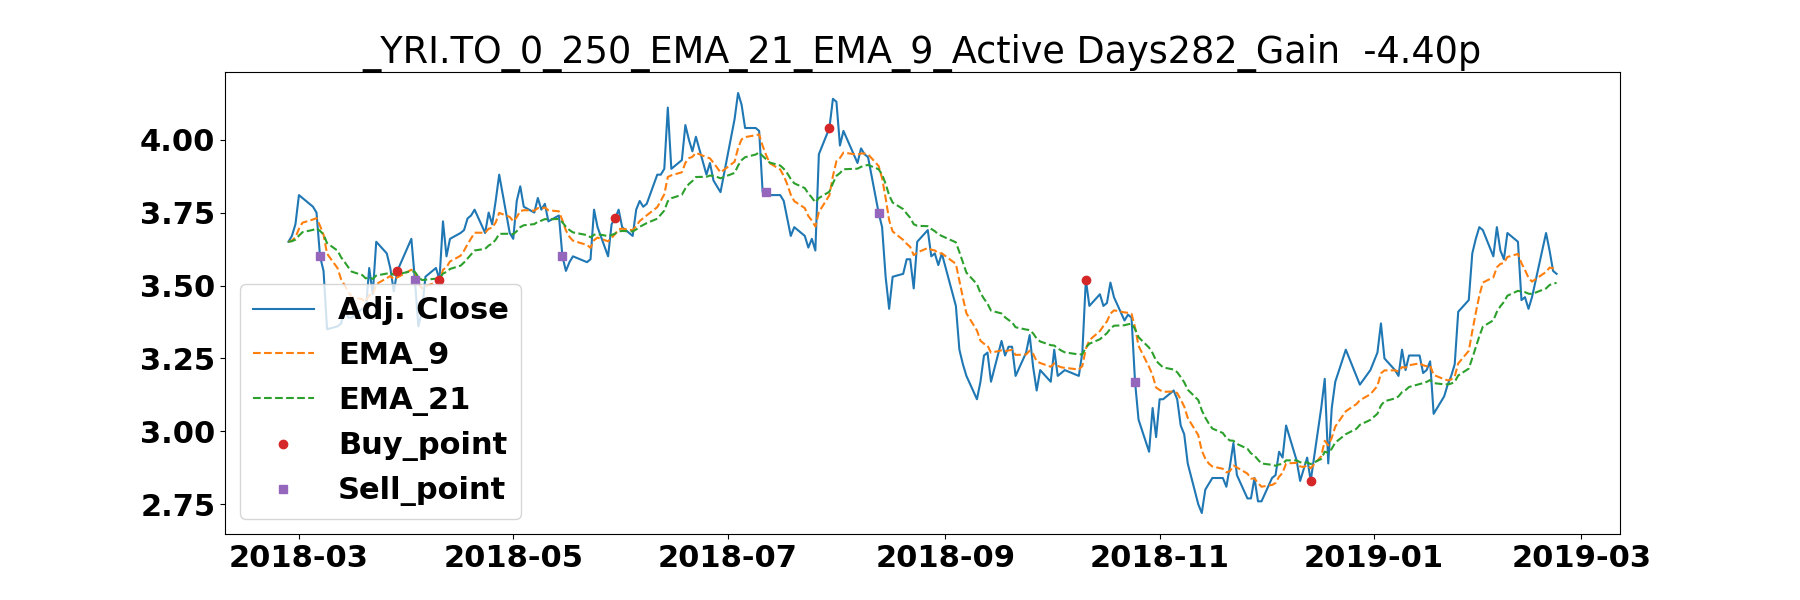 _YRI.TO_0_250_EMA_21_EMA_9_Active Days282_Gain  -4.40p
4.00
3.75
3.50
3.25
3.00
2.75
Adj. Close
EMA_9
EMA_21
Buy_point
Sell_point
2018-03 2018-05 2018-07 2018-09 2018-11 2019-01 2019-03